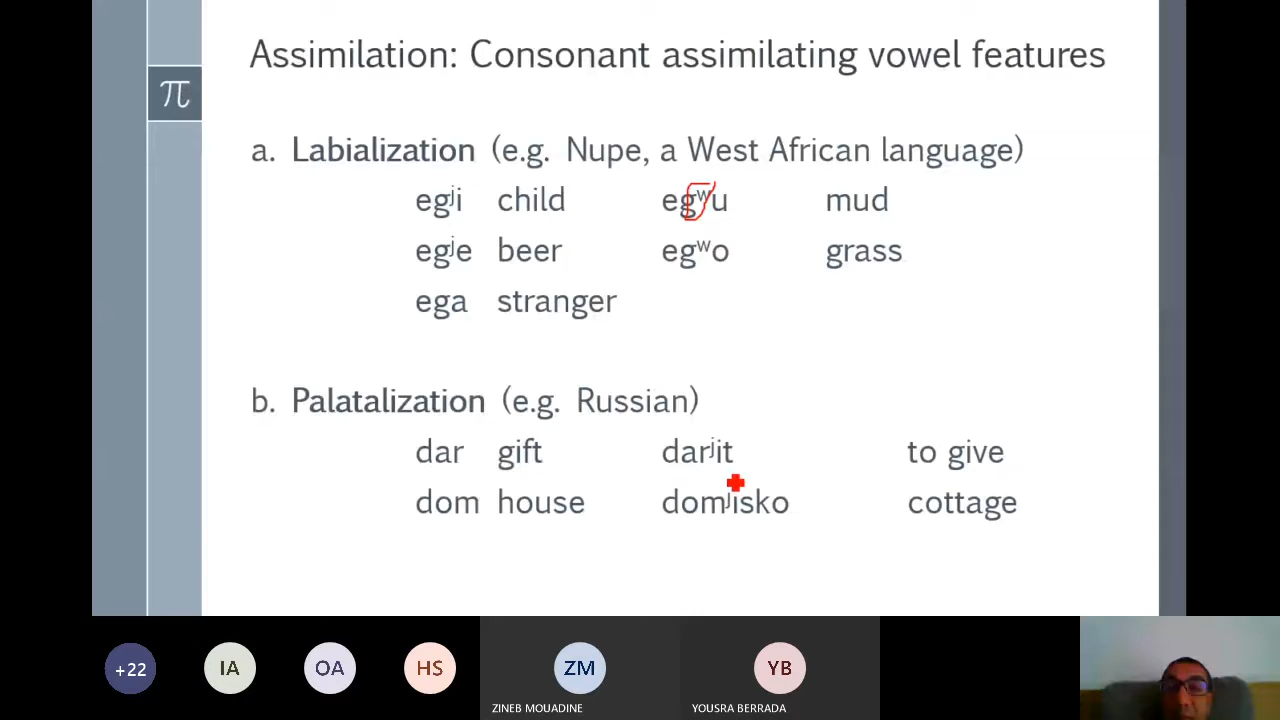 Assimilation: Consonant assimilating vowel features
π
a. Labialization (e.g. Nupe, a West African language)
egʲi child egʷu mud
egʲe beer egʷo grass
ega stranger
b. Palatalization (e.g. Russian)
dar gift darʲit to give
dom house domʲisko cottage
+22 IA OA HS ZM YB
ZINEB MOUADINE YOUSRA BERRADA